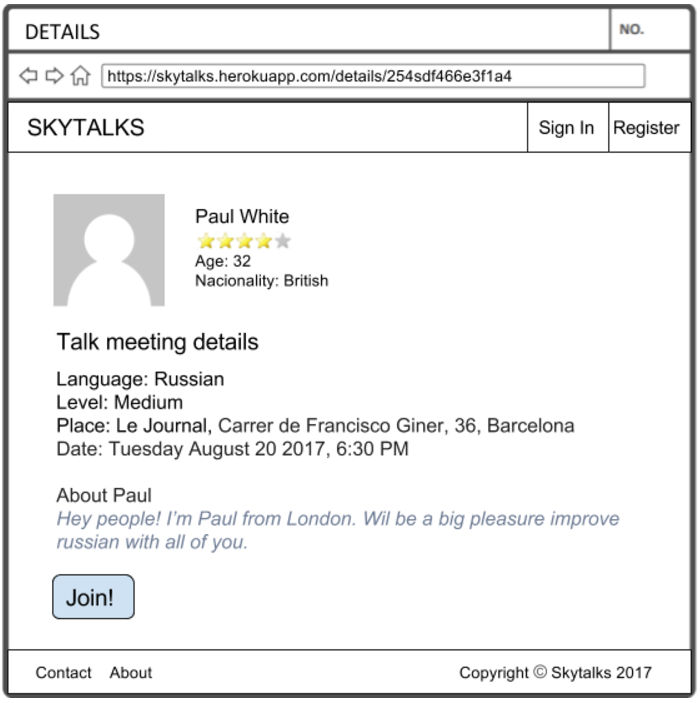 DETAILS
NO.
https://skytalks.herokuapp.com/details/254sdf466e3f1a4
SKYTALKS
Sign In
Register
Paul White
Age: 32
Nacionality: British
Talk meeting details
Language: Russian
Level: Medium
Place: Le Journal, Carrer de Francisco Giner, 36, Barcelona
Date: Tuesday August 20 2017, 6:30 PM
About Paul
Hey people! I'm Paul from London. Wil be a big pleasure improve
russian with all of you.
Join!
Contact About
Copyright © Skytalks 2017